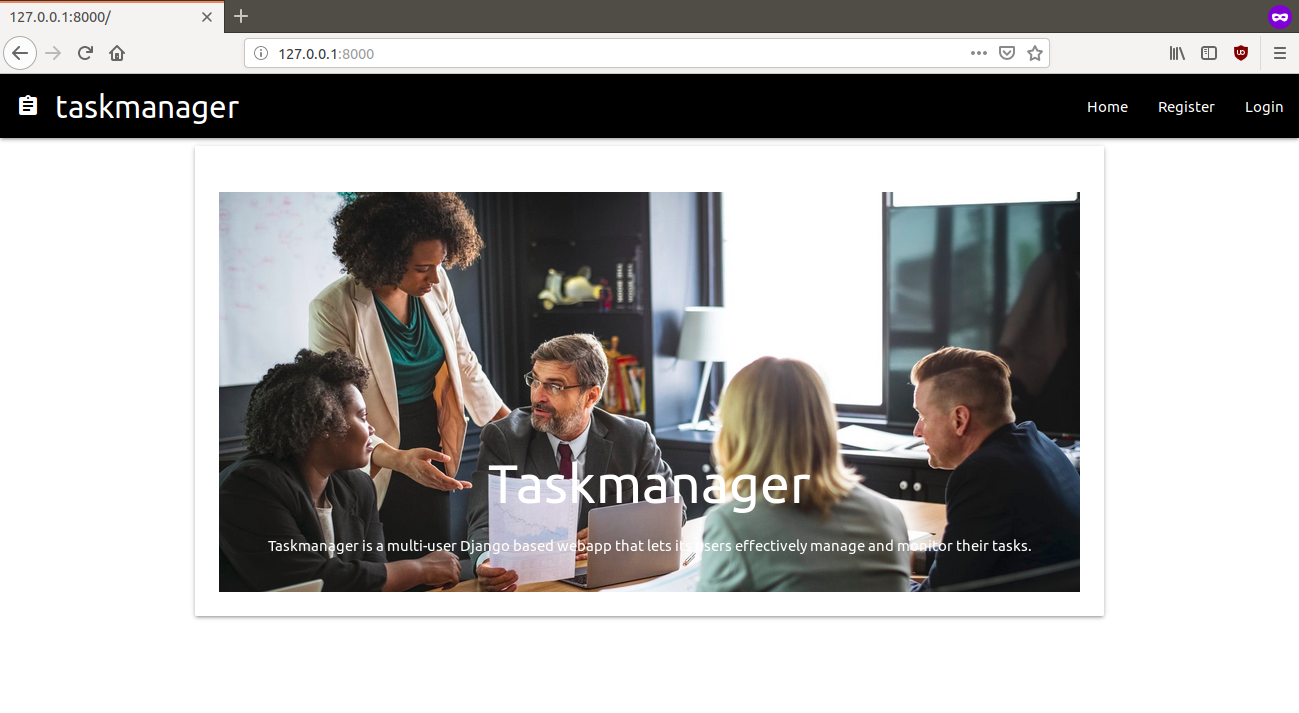 127.0.0.1:8000/
127.0.0.1:8000
taskmanager
Home
Register
Login
Taskmanager
Taskmanager is a multi-user Django based webapp that lets its users effectively manage and monitor their tasks.